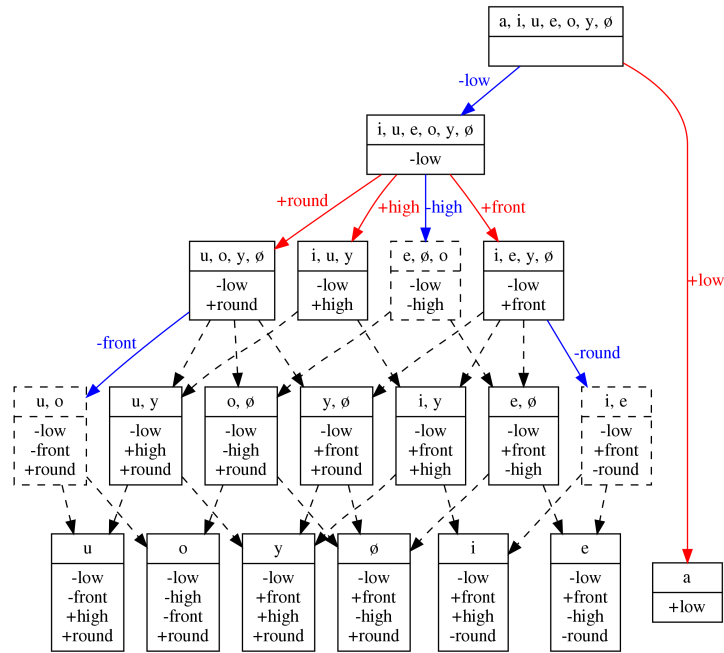 a, i, u, e, o, y, ø
-low
i, u, e, o, y, ø
-low
+round
+high
-high
+front
u, o, y, ø
-low
+round
i, u, y
-low
+high
e, ø, o
-low
-high
i, e, y, ø
-low
+front
+low
-front
-round
u, o
-low
-front
+round
u, y
-low
+high
+round
o, ø
-low
-high
+round
y, ø
-low
+front
+round
i, y
-low
+front
+high
e, ø
-low
+front
-high
i, e
-low
+front
-round
u
-low
-front
+high
+round
o
-low
-high
-front
+round
y
-low
+front
+high
+round
ø
-low
+front
-high
+round
i
-low
+front
+high
-round
e
-low
+front
-high
-round
a
+low